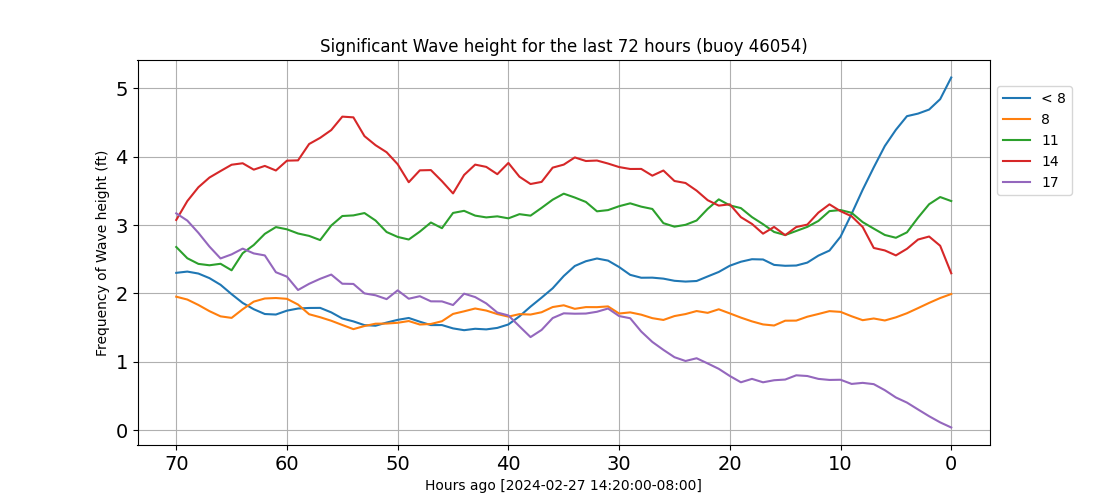 Significant Wave height for the last 72 hours (buoy 46054)
5
4
3
2
1
0
Frequency of Wave height (ft)
70 60 50 40 30 20 10 0
Hours ago [2024-02-27 14:20:00-08:00]
< 8
8
11
14
17